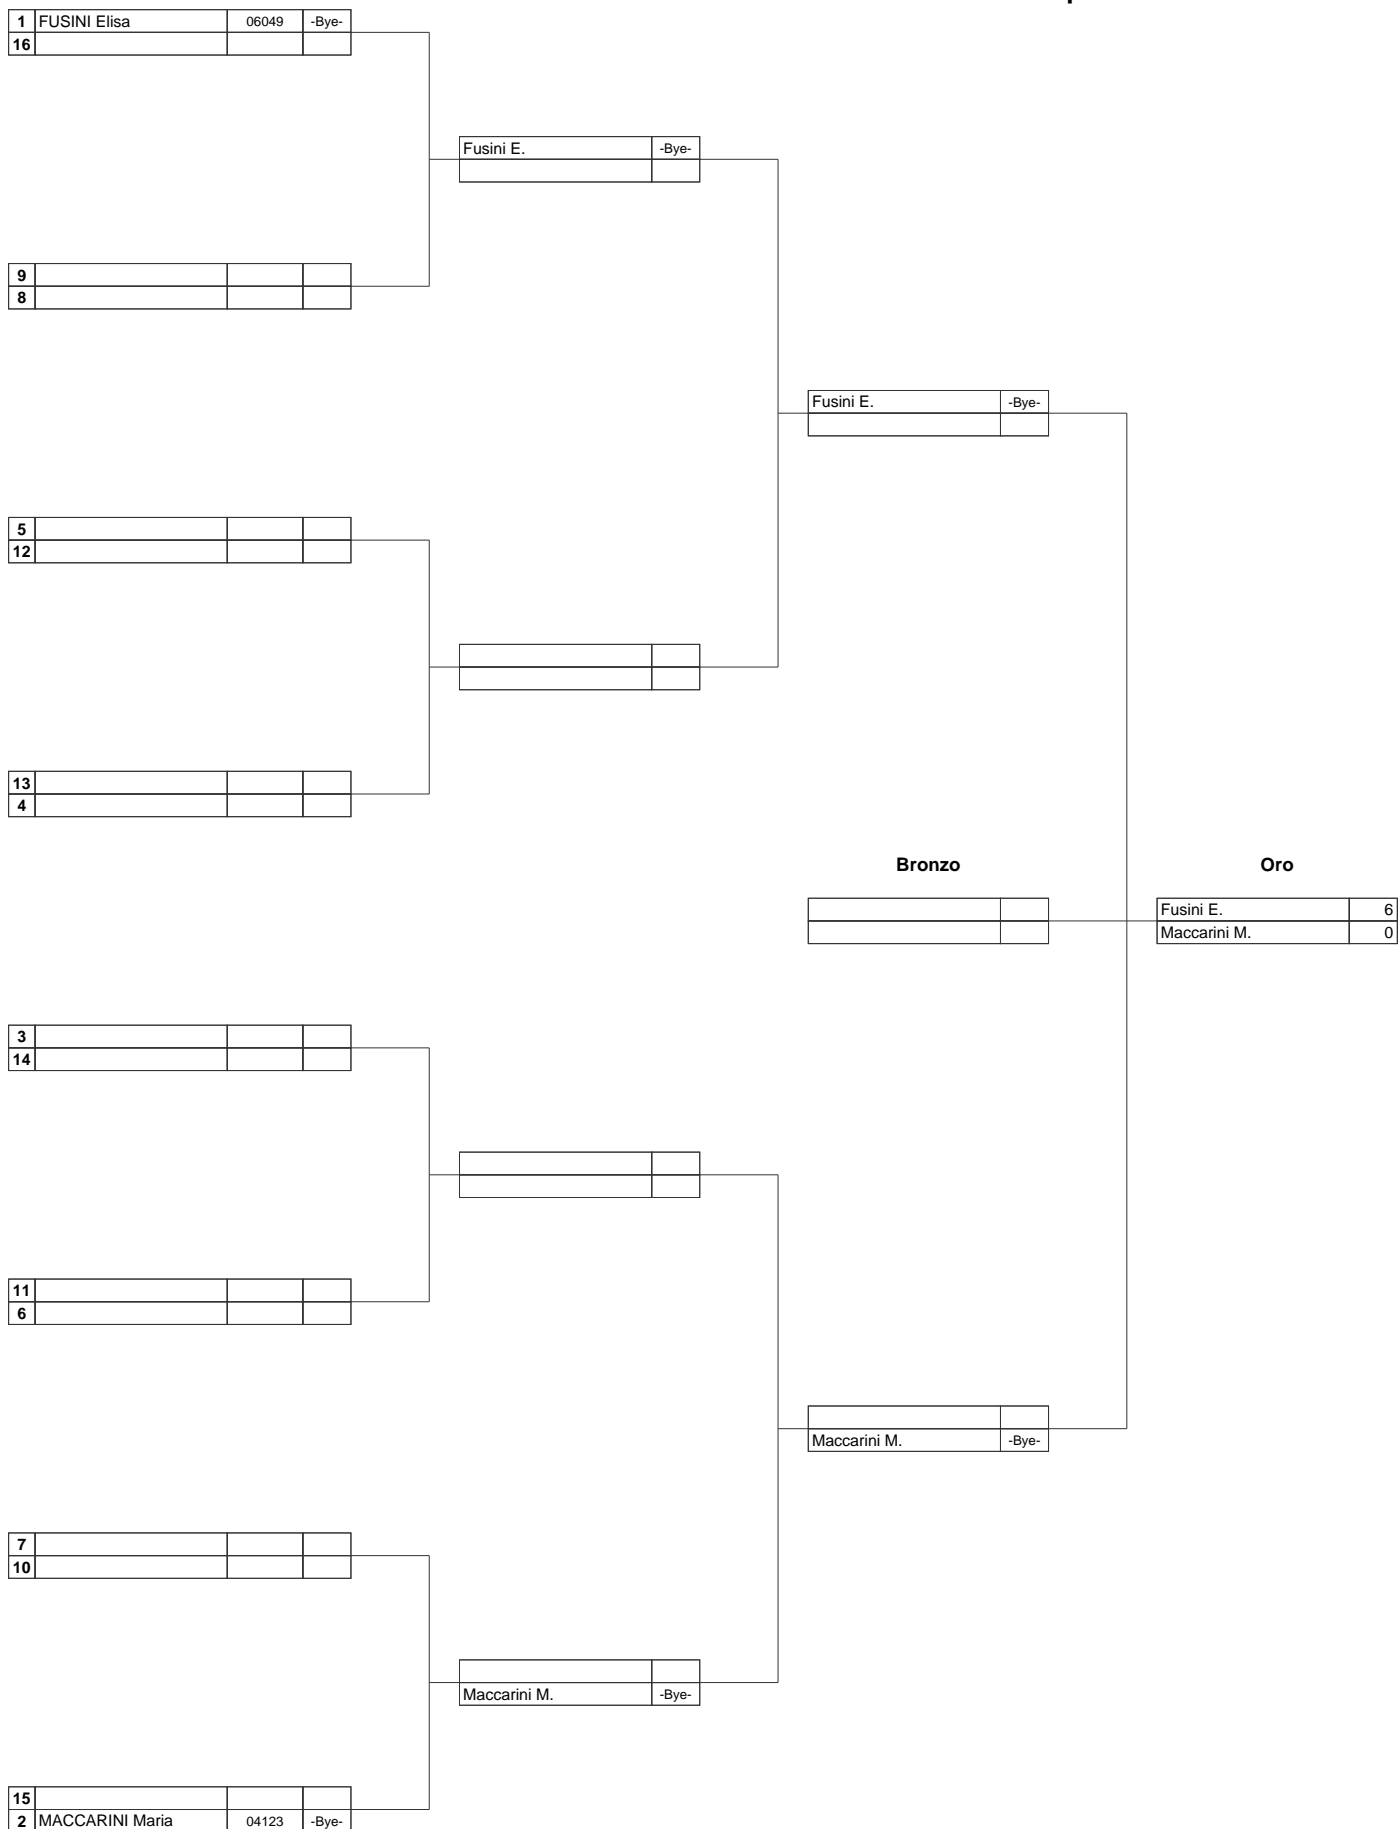 1 FUSINI Elisa 06049 -Bye-
16
Fusini E. -Bye-
9
8
Fusini E. -Bye-
5
12
13
4
Bronzo Oro
Fusini E. 6
Maccarini M. 0
3
14
11
6
Maccarini M. -Bye-
7
10
Maccarini M. -Bye-
15
2 MACCARINI Maria 04123 -Bye-